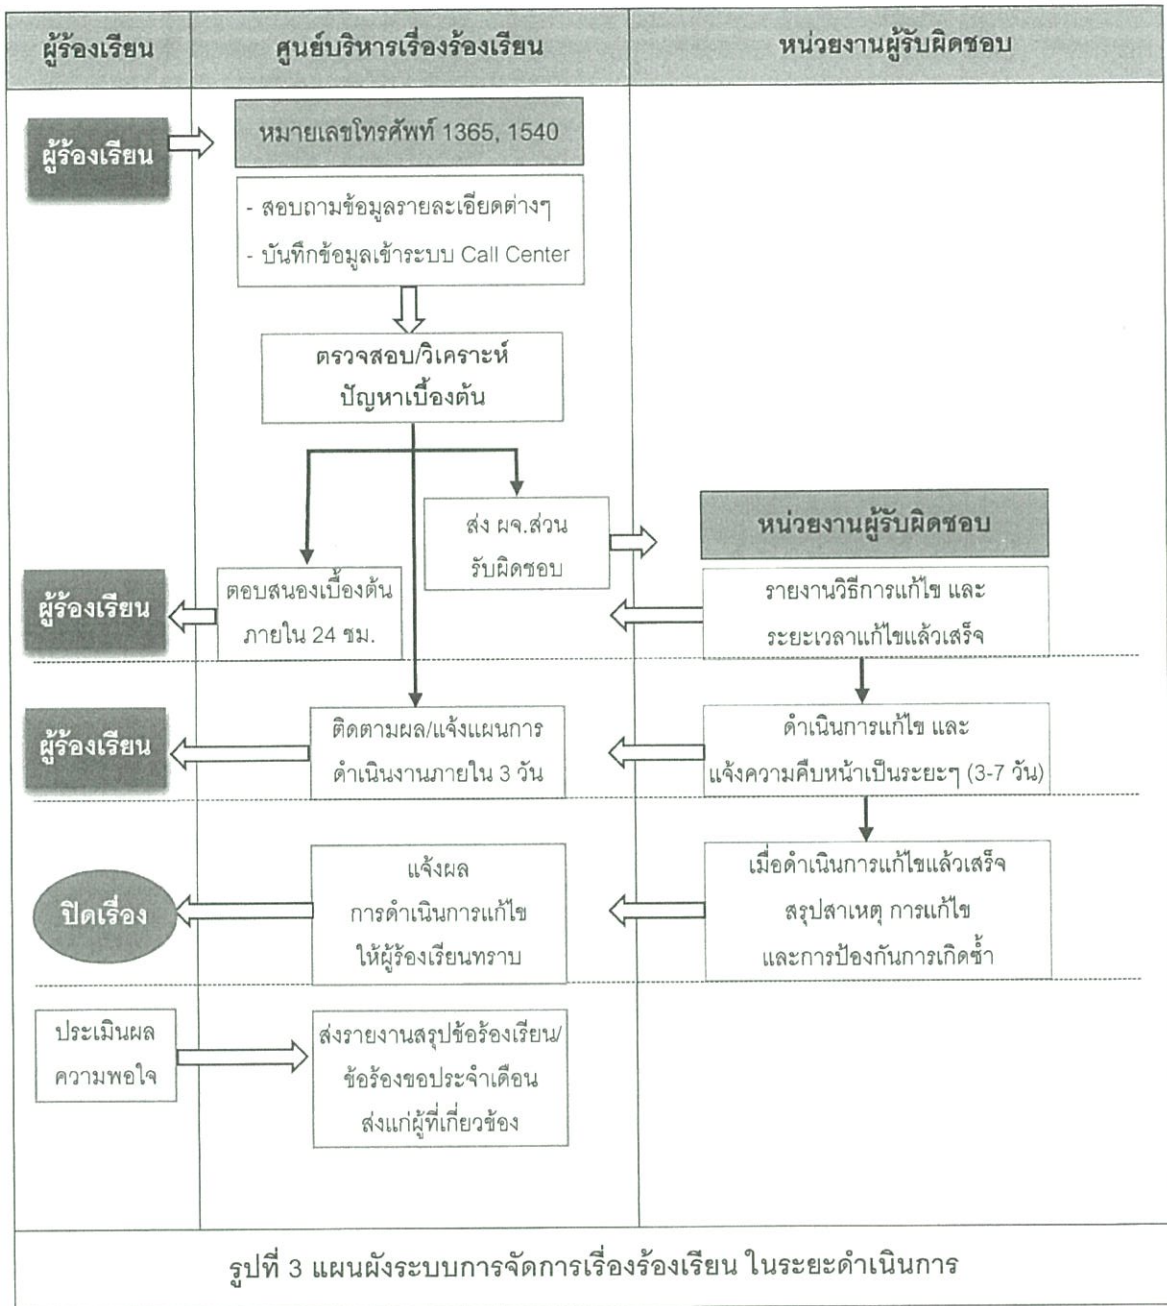 ผู้ร้องเรียน
ศูนย์บริหารเรื่องร้องเรียน
หน่วยงานผู้รับผิดชอบ
ผู้ร้องเรียน
หมายเลขโทรศัพท์ 1365, 1540
- สอบถามข้อมูลรายละเอียดต่างๆ
- บันทึกข้อมูลเข้าระบบ Call Center
ตรวจสอบ/วิเคราะห์
ปัญหาเบื้องต้น
ส่ง ผจ.ส่วน
รับผิดชอบ
หน่วยงานผู้รับผิดชอบ
ผู้ร้องเรียน
ตอบสนองเบื้องต้น
ภายใน 24 ชม.
รายงานวิธีการแก้ไข และ
ระยะเวลาแก้ไขแล้วเสร็จ
ผู้ร้องเรียน
ติดตามผล/แจ้งแผนการ
ดำเนินงานภายใน 3 วัน
ดำเนินการแก้ไข และ
แจ้งความคืบหน้าเป็นระยะๆ (3-7 วัน)
ปิดเรื่อง
แจ้งผล
การดำเนินการแก้ไข
ให้ผู้ร้องเรียนทราบ
เมื่อดำเนินการแก้ไขแล้วเสร็จ
สรุปสาเหตุ การแก้ไข
และการป้องกันการเกิดซ้ำ
ประเมินผล
ความพอใจ
ส่งรายงานสรุปข้อร้องเรียน/
ข้อร้องขอประจำเดือน
ส่งแก่ผู้ที่เกี่ยวข้อง
รูปที่ 3 แผนผังระบบการจัดการเรื่องร้องเรียน ในระยะดำเนินการ